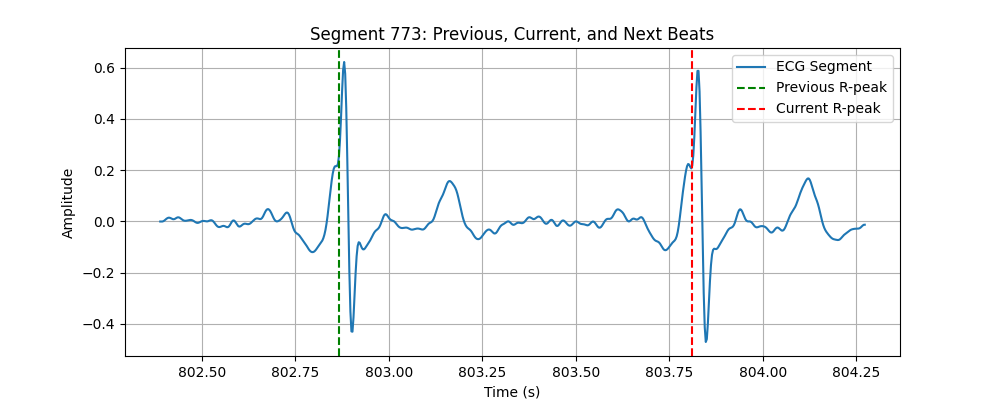 Segment 773: Previous, Current, and Next Beats
ECG Segment
Previous R-peak
Current R-peak
Amplitude
0.6
0.4
0.2
0.0
−0.2
−0.4
802.50 802.75 803.00 803.25 803.50 803.75 804.00 804.25
Time (s)